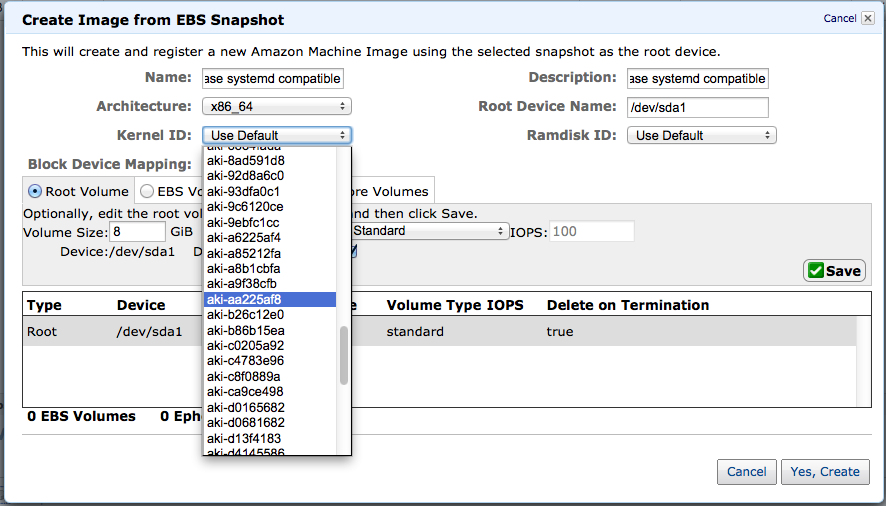 Create Image from EBS Snapshot
Cancel
This will create and register a new Amazon Machine Image using the selected snapshot as the root device.
Name: ase systemd compatible Description: ase systemd compatible
Architecture: x86_64 Root Device Name: /dev/sda1
Kernel ID: Use Default Ramdisk ID: Use Default
Block Device Mapping:
aki-8ad591d8
aki-92d8a6c0
aki-93dfa0c1
aki-9c6120ce
aki-9ebfc1cc
aki-a6225af4
aki-a85212fa
aki-a8b1cbfa
aki-a9f38cfb
aki-aa225af8
aki-b26c12e0
aki-b86b15ea
aki-c0205a92
aki-c4783e96
aki-c8f0889a
aki-ca9ce498
aki-d0165682
aki-d0681682
aki-d13f4183
aki-d4145586
Root Volume EBS Vo ore Volumes
Optionally, edit the root vol and then click Save.
Volume Size: 8 GiB Standard IOPS: 100
Device:/dev/sda1 D
Save
Type Device e Volume Type IOPS Delete on Termination
Root /dev/sda1 standard true
0 EBS Volumes 0 Eph
Cancel Yes, Create